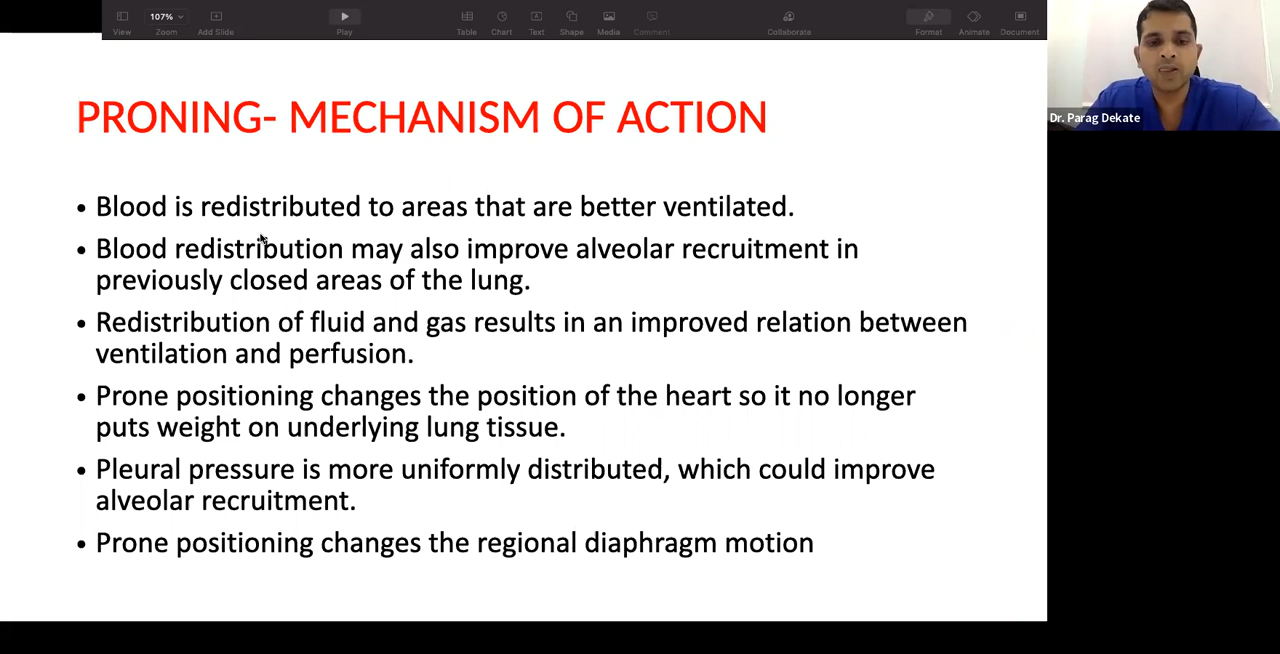 107%
View
Zoom
Add Slide
Play
Table
Chart
Text
Shape
Media
Comment
Collaborate
Format
Animate
Document
Dr. Parag Dekate
PRONING- MECHANISM OF ACTION
• Blood is redistributed to areas that are better ventilated.
• Blood redistribution may also improve alveolar recruitment in
previously closed areas of the lung.
• Redistribution of fluid and gas results in an improved relation between
ventilation and perfusion.
• Prone positioning changes the position of the heart so it no longer
puts weight on underlying lung tissue.
• Pleural pressure is more uniformly distributed, which could improve
alveolar recruitment.
• Prone positioning changes the regional diaphragm motion